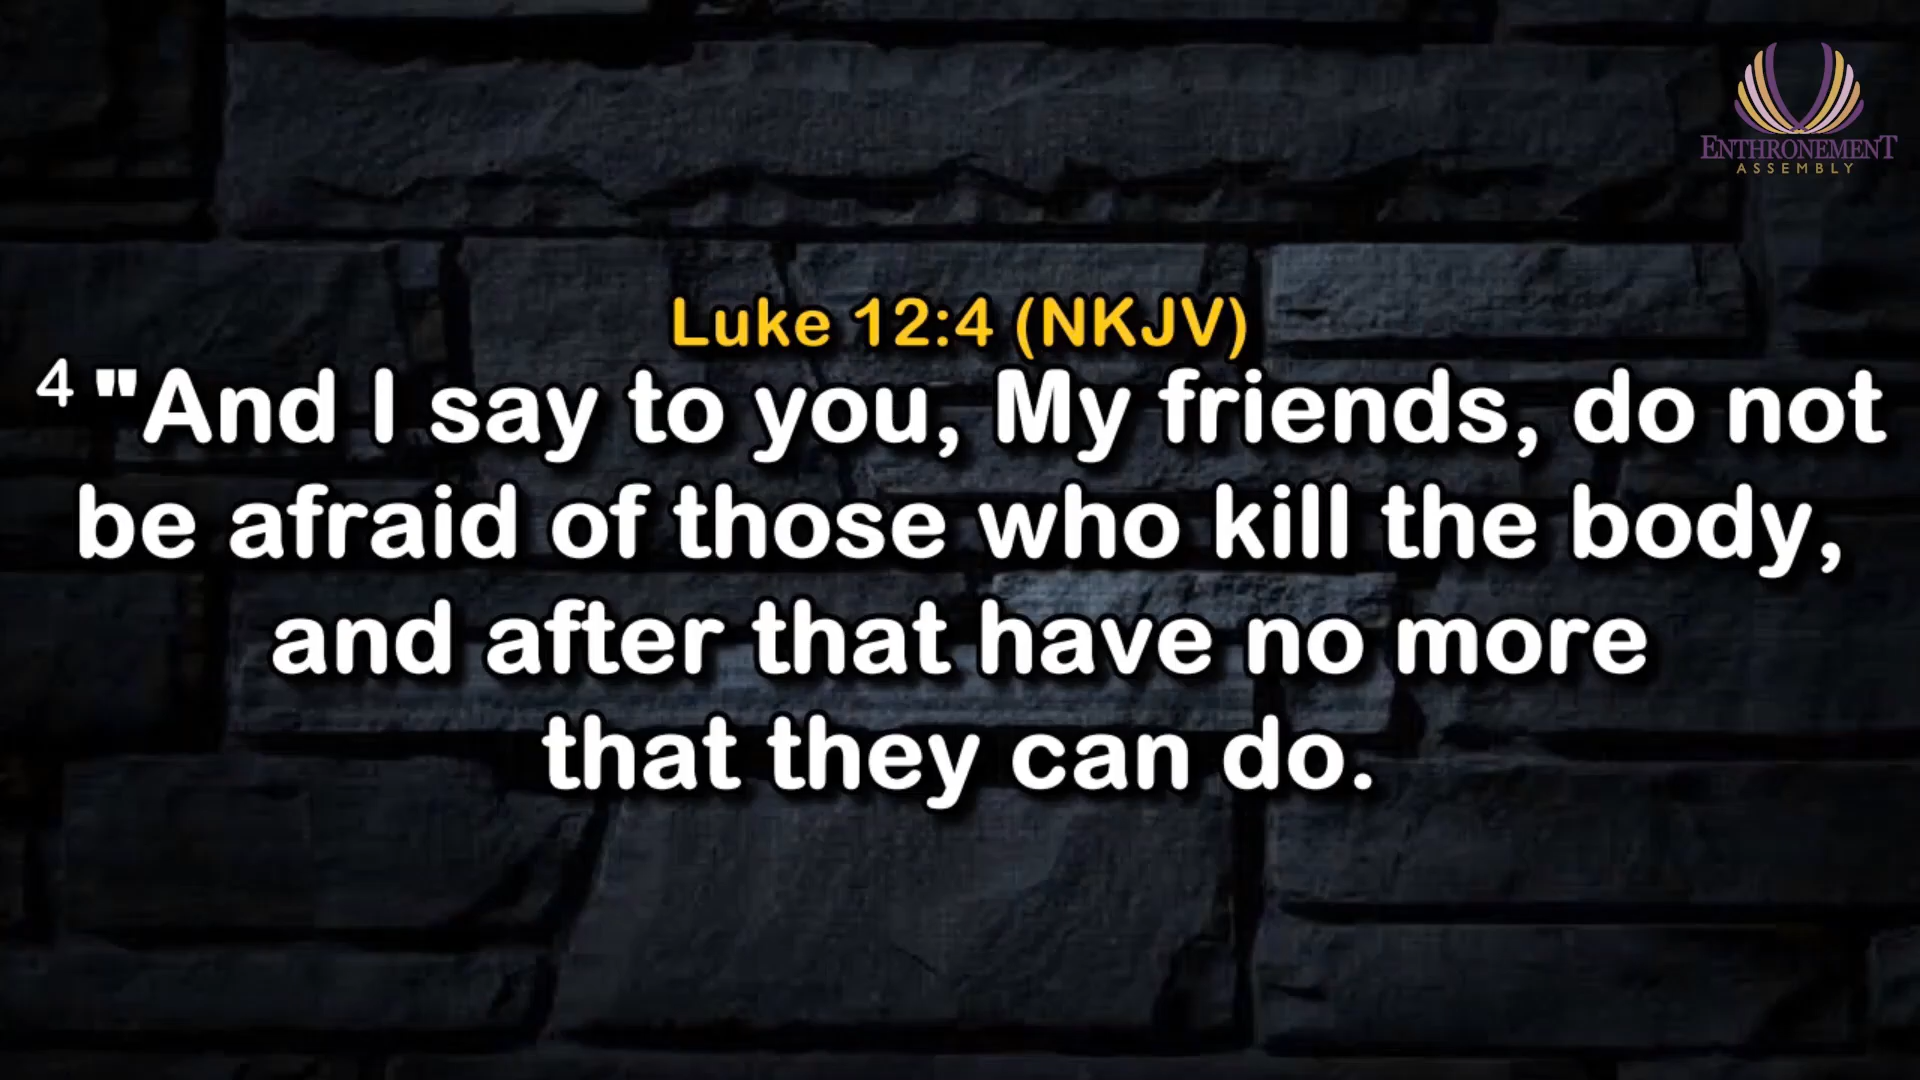 ENTHRONEMENT
ASSEMBLY
Luke 12:4 (NKJV)
4 "And I say to you, My friends, do not
be afraid of those who kill the body,
and after that have no more
that they can do.